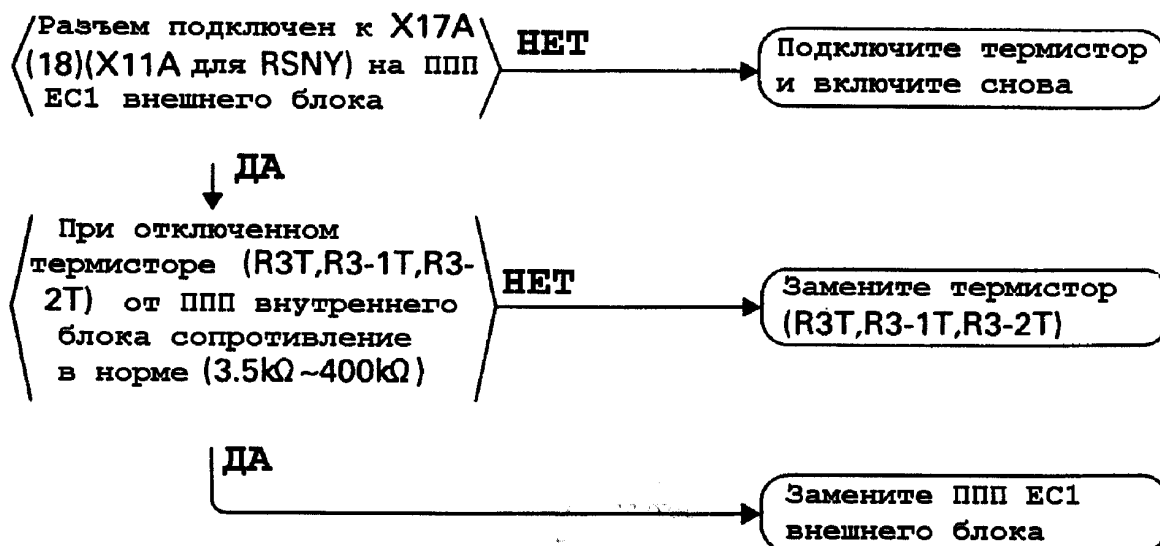 Разъем подключен к X17A
(18)(X11A для RSNY) на ППП
EC1 внешнего блока
НЕТ
Подключите термистор
и включите снова
ДА
При отключенном
термисторе (R3T,R3-1T,R3-
2T) от ППП внутреннего
блока сопротивление
в норме (3.5kΩ~400kΩ)
НЕТ
Замените термистор
(R3T,R3-1T,R3-2T)
ДА
Замените ППП EC1
внешнего блока